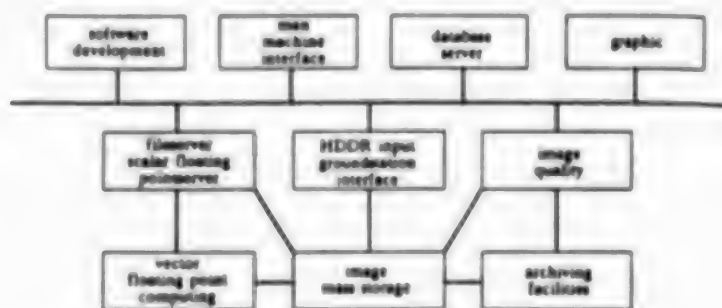 software
development
man
machine
interface
database
server
graphic
fileserver
scalar floating
pointserver
HDDR input
groundstation
interface
image
quality
vector
floating point
computing
image
mass storage
archiving
facilities